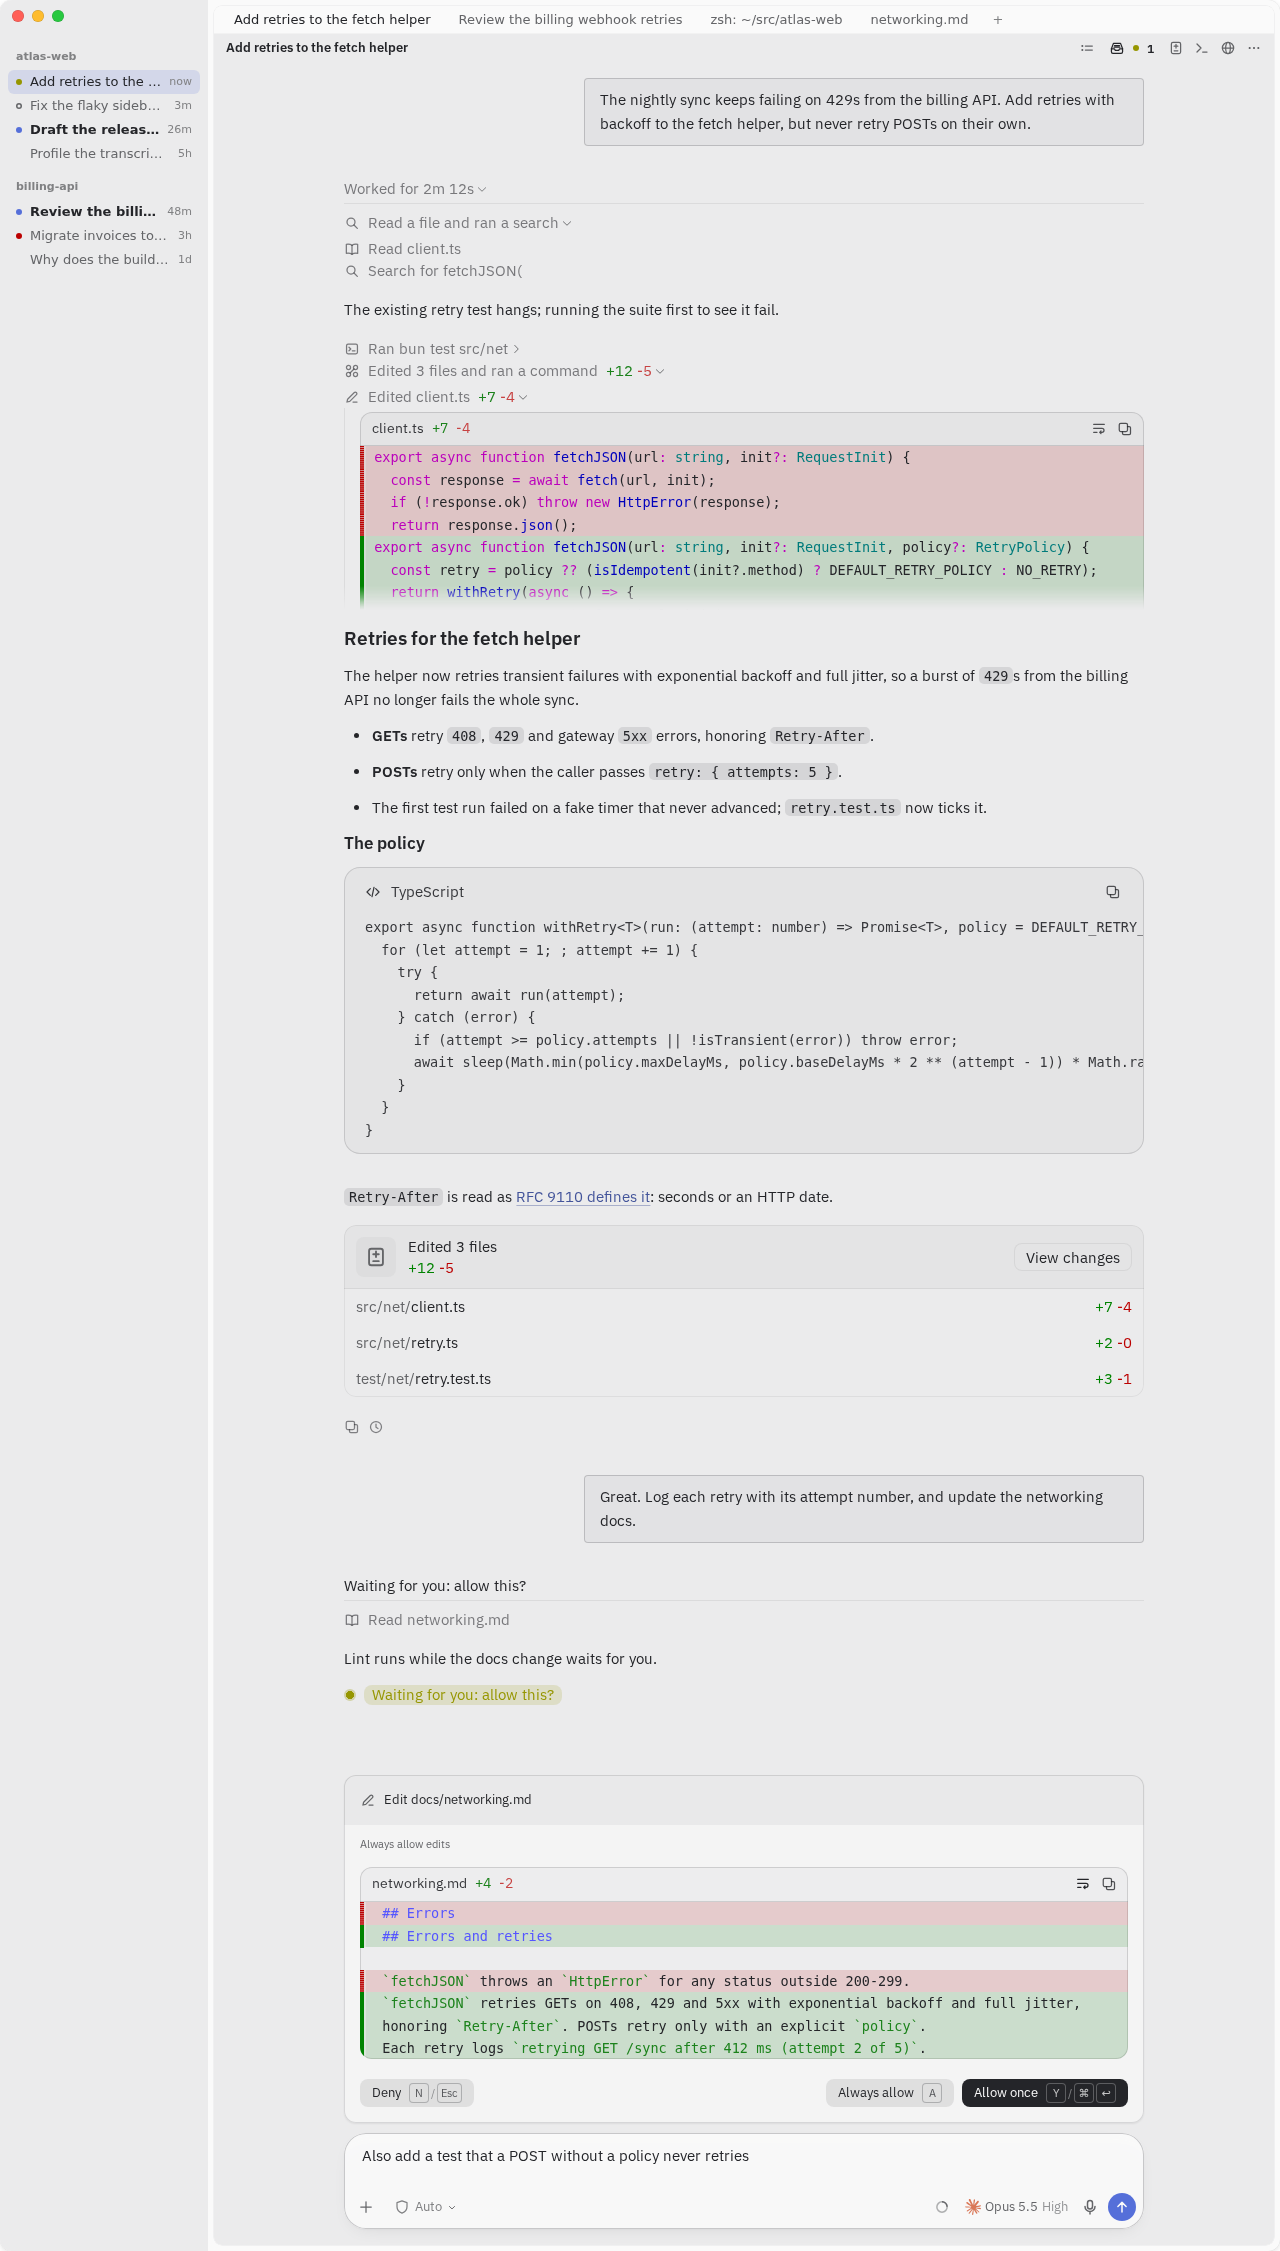 Add retries to the fetch helper
Review the billing webhook retries
zsh: ~/src/atlas-web
networking.md
+
atlas-web
Add retries to the … now
Fix the flaky sideb… 3m
Draft the releas… 26m
Profile the transcri… 5h
billing-api
Review the billi… 48m
Migrate invoices to… 3h
Why does the build… 1d
Add retries to the fetch helper
1
The nightly sync keeps failing on 429s from the billing API. Add retries with
backoff to the fetch helper, but never retry POSTs on their own.
Worked for 2m 12s
Read a file and ran a search
Read client.ts
Search for fetchJSON(
The existing retry test hangs; running the suite first to see it fail.
Ran bun test src/net
Edited 3 files and ran a command +12 -5
Edited client.ts +7 -4
client.ts +7 -4
export async function fetchJSON(url: string, init?: RequestInit) {
const response = await fetch(url, init);
if (!response.ok) throw new HttpError(response);
return response.json();
export async function fetchJSON(url: string, init?: RequestInit, policy?: RetryPolicy) {
const retry = policy ?? (isIdempotent(init?.method) ? DEFAULT_RETRY_POLICY : NO_RETRY);
return withRetry(async () => {
Retries for the fetch helper
The helper now retries transient failures with exponential backoff and full jitter, so a burst of 429s from the billing
API no longer fails the whole sync.
• GETs retry 408, 429 and gateway 5xx errors, honoring Retry-After.
• POSTs retry only when the caller passes retry: { attempts: 5 }.
• The first test run failed on a fake timer that never advanced; retry.test.ts now ticks it.
The policy
TypeScript
export async function withRetry<T>(run: (attempt: number) => Promise<T>, policy = DEFAULT_RETRY_
for (let attempt = 1; ; attempt += 1) {
try {
return await run(attempt);
} catch (error) {
if (attempt >= policy.attempts || !isTransient(error)) throw error;
await sleep(Math.min(policy.maxDelayMs, policy.baseDelayMs * 2 ** (attempt - 1)) * Math.ra
}
}
}
Retry-After is read as RFC 9110 defines it: seconds or an HTTP date.
Edited 3 files
+12 -5
View changes
src/net/client.ts +7 -4
src/net/retry.ts +2 -0
test/net/retry.test.ts +3 -1
Great. Log each retry with its attempt number, and update the networking
docs.
Waiting for you: allow this?
Read networking.md
Lint runs while the docs change waits for you.
Waiting for you: allow this?
Edit docs/networking.md
Always allow edits
networking.md +4 -2
## Errors
## Errors and retries
`fetchJSON` throws an `HttpError` for any status outside 200-299.
`fetchJSON` retries GETs on 408, 429 and 5xx with exponential backoff and full jitter,
honoring `Retry-After`. POSTs retry only with an explicit `policy`.
Each retry logs `retrying GET /sync after 412 ms (attempt 2 of 5)`.
Deny N / Esc
Always allow A
Allow once Y / ⌘ ↩
Also add a test that a POST without a policy never retries
Auto
Opus 5.5 High